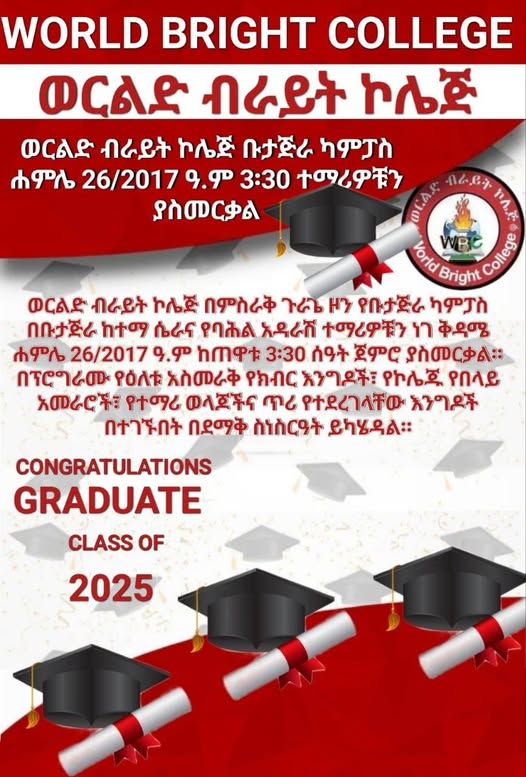 WORLD BRIGHT COLLEGE
ወርልድ ብራይት ኮሌጅ
ወርልድ ብራይት ኮሌጅ ቡታጅራ ካምፓስ
ሐምሌ 26/2017 ዓ.ም 3፡30 ተማሪዎቹን
ያስመርቃል
ወርልድ ብራይት ኮሌጅ
WBC
World Bright College
ወርልድ ብራይት ኮሌጅ በምስራቅ ጉራጌ ዞን የቡታጅራ ካምፓስ
በቡታጅራ ከተማ ሴራና የባሕል አዳራሽ ተማሪዎቹን ነገ ቅዳሜ
ሐምሌ 26/2017 ዓ.ም ከጠዋቱ 3፡30 ሰዓት ጀምሮ ያስመርቃል።
በፕሮግራሙ የዕለቱ አስመራቅ የክብር እንግዶች፣ የኮሌጁ የበላይ
አመራሮች፣ የተማሪ ወላጆችና ጥሪ የተደረገላቸው እንግዶች
በተገኙበት በደማቅ ስነስርዓት ይካሄዳል።
CONGRATULATIONS
GRADUATE
CLASS OF
2025